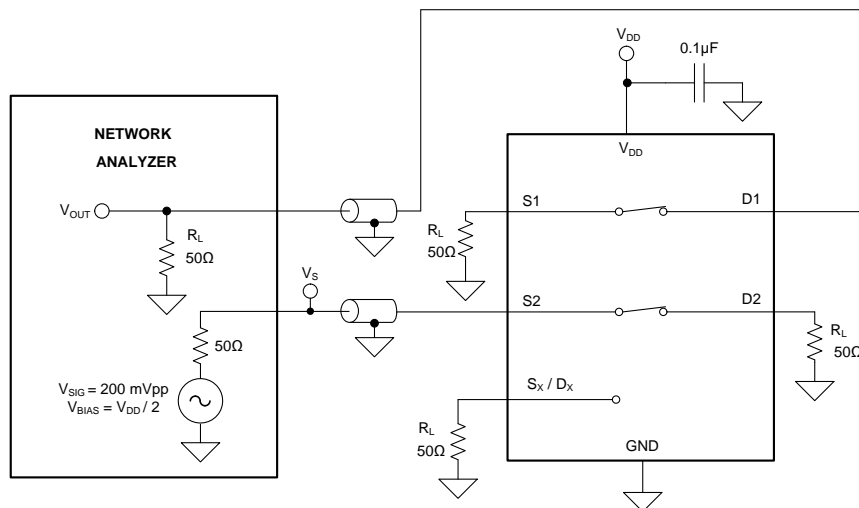 V_DD
0.1µF
NETWORK
ANALYZER
V_DD
V_OUT
S1
D1
R_L
50Ω
R_L
50Ω
V_S
S2
D2
50Ω
R_L
50Ω
V_SIG = 200 mVpp
V_BIAS = V_DD / 2
S_X / D_X
R_L
50Ω
GND